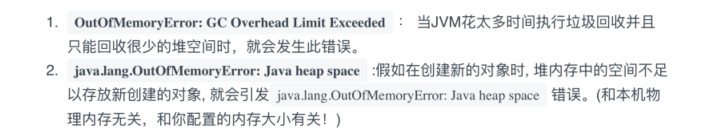 1. OutOfMemoryError: GC Overhead Limit Exceeded ： 当JVM花太多时间执行垃圾回收并且
只能回收很少的堆空间时，就会发生此错误。
2. java.lang.OutOfMemoryError: Java heap space :假如在创建新的对象时, 堆内存中的空间不足
以存放新创建的对象, 就会引发 java.lang.OutOfMemoryError: Java heap space 错误。(和本机物
理内存无关，和你配置的内存大小有关！)